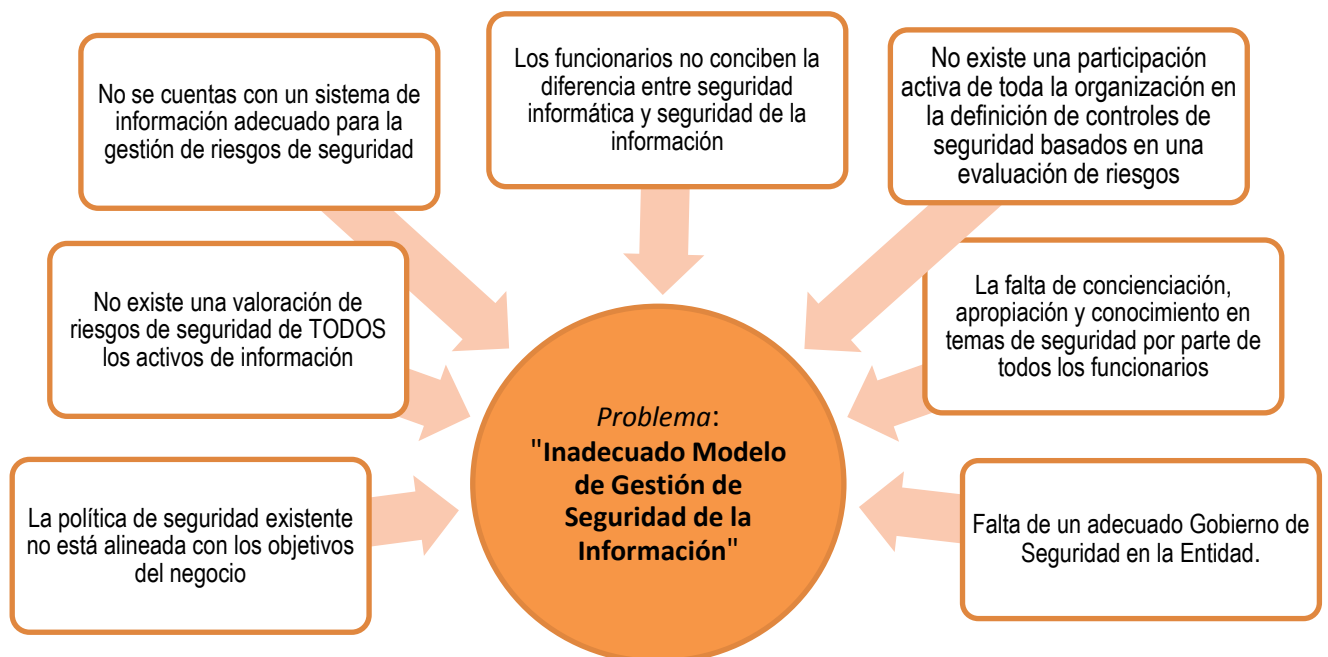 No se cuentas con un sistema de
información adecuado para la
gestión de riesgos de seguridad
Los funcionarios no conciben la
diferencia entre seguridad
informática y seguridad de la
información
No existe una participación
activa de toda la organización en
la definición de controles de
seguridad basados en una
evaluación de riesgos
No existe una valoración de
riesgos de seguridad de TODOS
los activos de información
La falta de concienciación,
apropiación y conocimiento en
temas de seguridad por parte de
todos los funcionarios
La política de seguridad existente
no está alineada con los objetivos
del negocio
Problema:
"Inadecuado Modelo
de Gestión de
Seguridad de la
Información"
Falta de un adecuado Gobierno de
Seguridad en la Entidad.